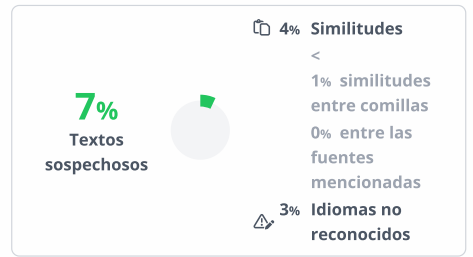 7%
Textos
sospechosos
4% Similitudes
<
1% similitudes
entre comillas
0% entre las
fuentes
mencionadas
3% Idiomas no
reconocidos